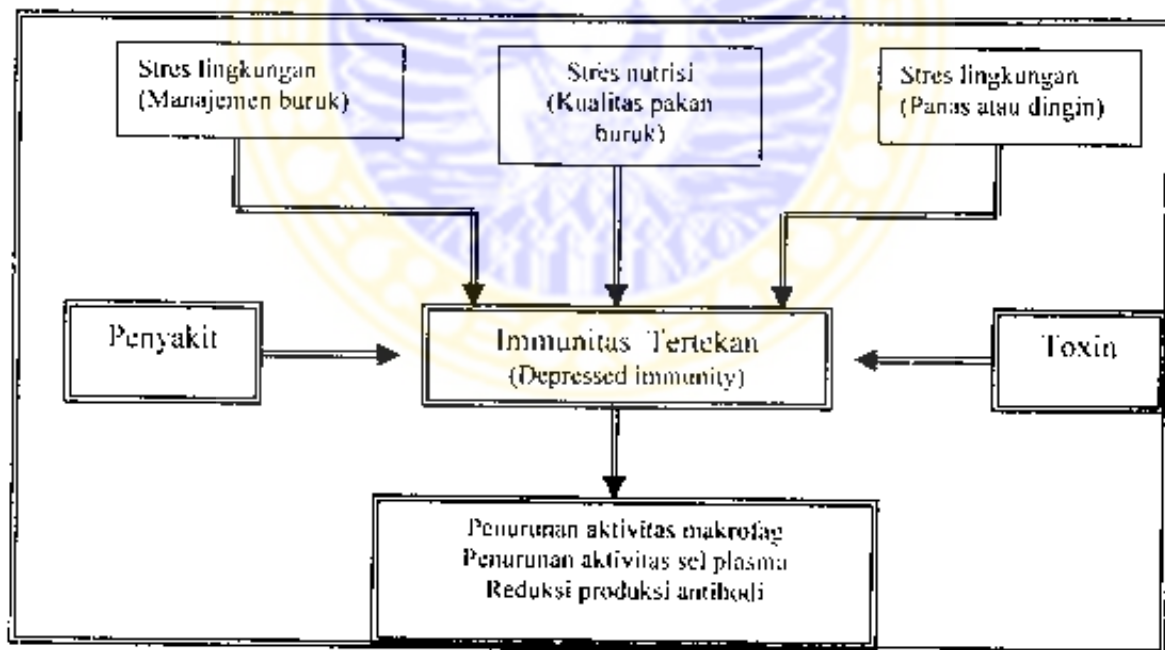 Stres lingkungan
(Manajemen buruk)
Stres nutrisi
(Kualitas pakan
buruk)
Stres lingkungan
(Panas atau dingin)
Penyakit
Immunitas Tertekan
(Depressed immunity)
Toxin
Penurunan aktivitas makrofag
Penurunan aktivitas sel plasma
Reduksi produksi antibodi